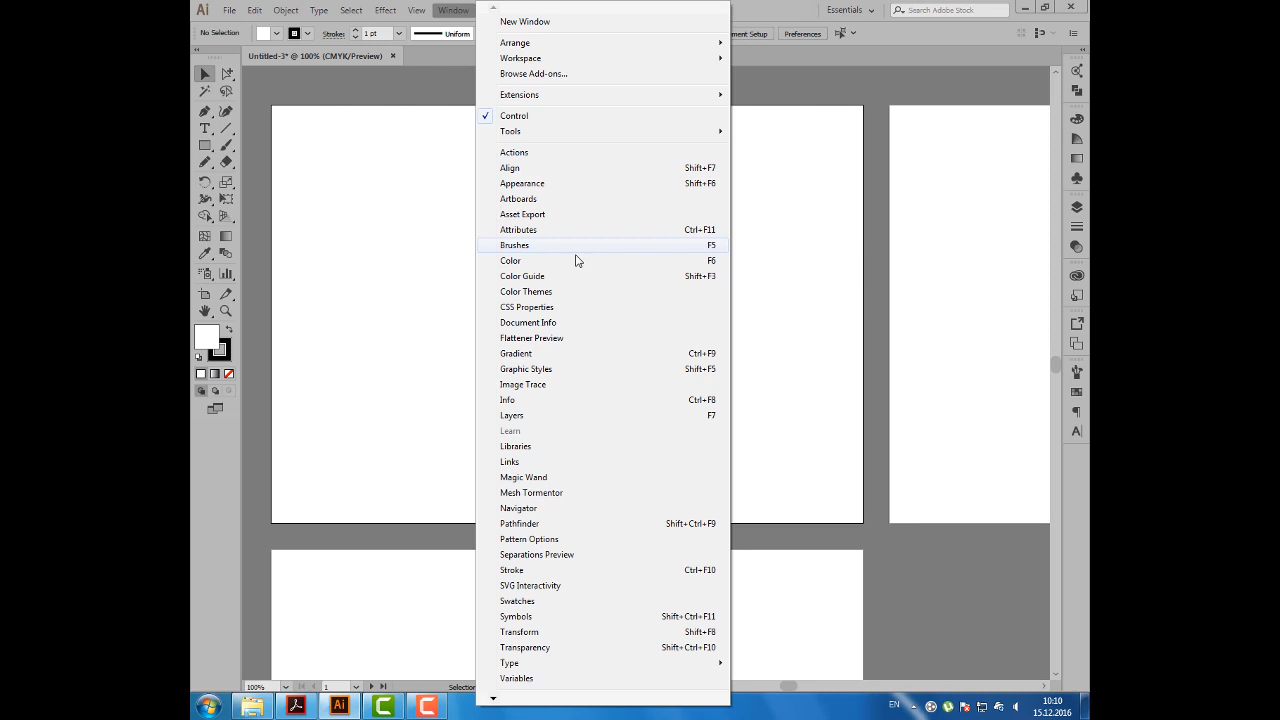 Ai File Edit Object Type Select Effect View Window Essentials Search Adobe Stock
No Selection Strokes: 1 pt Uniform ment Setup Preferences
Untitled-3* @ 100% (CMYK/Preview)
New Window
Arrange
Workspace
Browse Add-ons...
Extensions
Control
Tools
Actions
Align Shift+F7
Appearance Shift+F6
Artboards
Asset Export
Attributes Ctrl+F11
Brushes F5
Color F6
Color Guide Shift+F3
Color Themes
CSS Properties
Document Info
Flattener Preview
Gradient Ctrl+F9
Graphic Styles Shift+F5
Image Trace
Info Ctrl+F8
Layers F7
Learn
Libraries
Links
Magic Wand
Mesh Tormentor
Navigator
Pathfinder Shift+Ctrl+F9
Pattern Options
Separations Preview
Stroke Ctrl+F10
SVG Interactivity
Swatches
Symbols Shift+Ctrl+F11
Transform Shift+F8
Transparency Shift+Ctrl+F10
Type
Variables
100% 1 Selection
Ai C C EN 10:10
15.12.2016